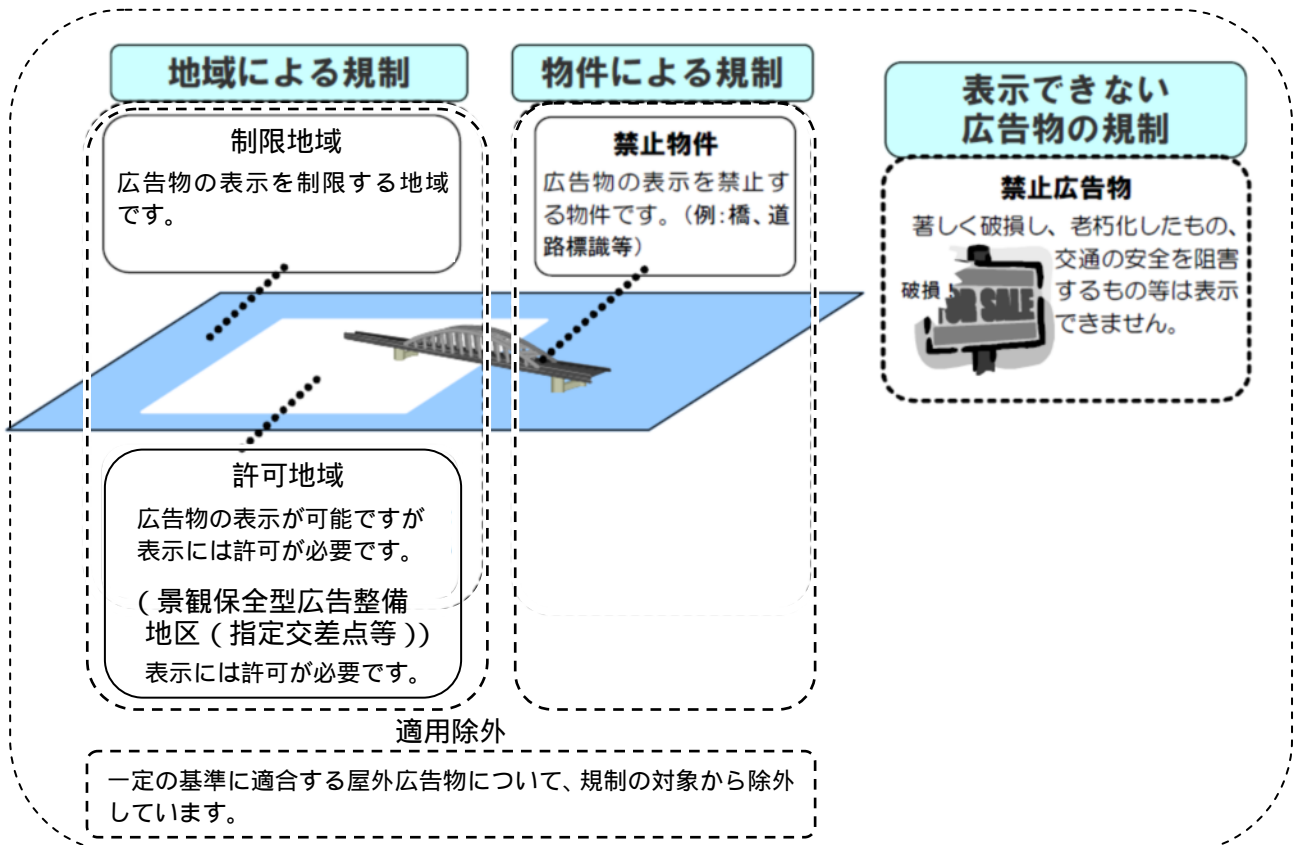 地域による規制
制限地域
広告物の表示を制限する地域
です。
許可地域
広告物の表示が可能ですが
表示には許可が必要です。
(景観保全型広告整備
地区(指定交差点等))
表示には許可が必要です。
物件による規制
禁止物件
広告物の表示を禁止す
る物件です。(例:橋、道
路標識等)
表示できない
広告物の規制
禁止広告物
著しく破損し、老朽化したもの、
交通の安全を阻害
するもの等は表示
できません。
破損!
SALE
適用除外
一定の基準に適合する屋外広告物について、規制の対象から除外
しています。